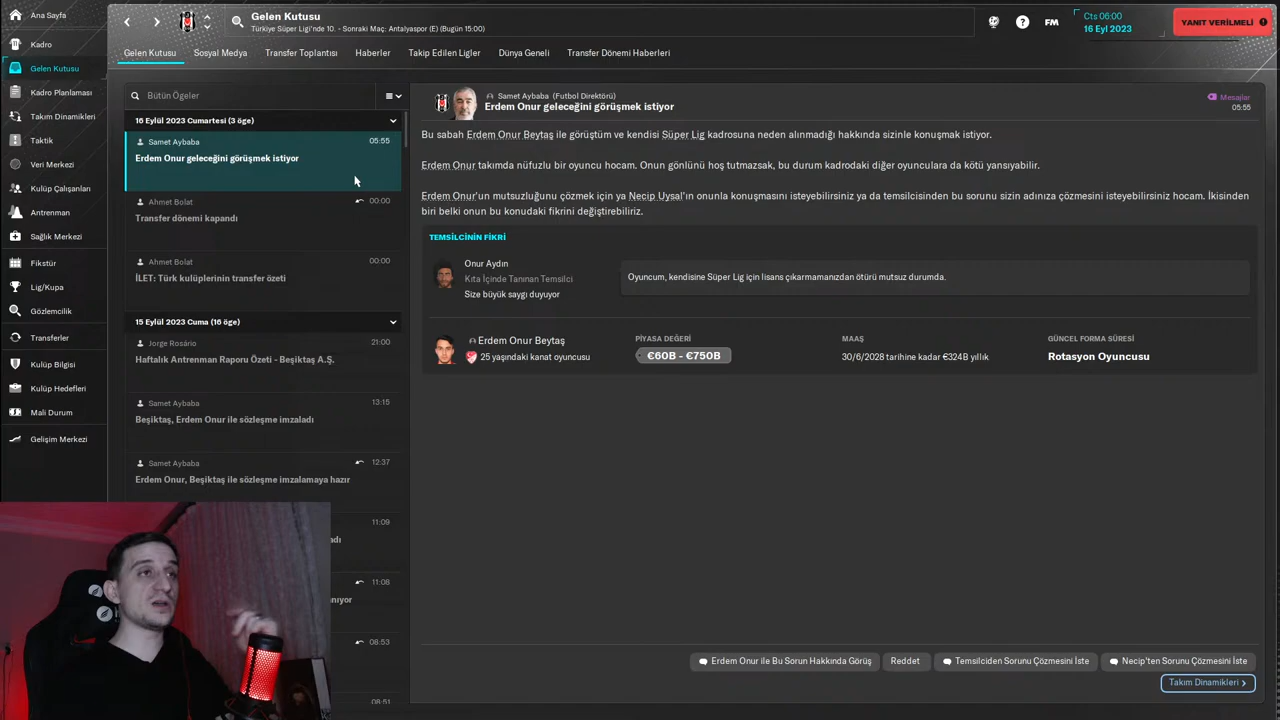 Ana Sayfa
Kadro
Gelen Kutusu
Kadro Planlaması
Takım Dinamikleri
Taktik
Veri Merkezi
Kulüp Çalışanları
Antrenman
Sağlık Merkezi
Fikstür
Lig/Kupa
Gözlemcilik
Transferler
Kulüp Bilgisi
Kulüp Hedefleri
Mali Durum
Gelişim Merkezi
Gelen Kutusu
Türkiye Süper Ligi'nde 10. - Sonraki Maç: Antalyaspor (E) (Bugün 15:00)
FM
Cts 06:00
16 Eyl 2023
YANIT VERİLMELİ
Gelen Kutusu
Sosyal Medya
Transfer Toplantısı
Haberler
Takip Edilen Ligler
Dünya Geneli
Transfer Dönemi Haberleri
Bütün Ögeler
16 Eylül 2023 Cumartesi (3 öge)
Samet Aybaba 05:55
Erdem Onur geleceğini görüşmek istiyor
Ahmet Bolat 00:00
Transfer dönemi kapandı
Ahmet Bolat 00:00
İLET: Türk kulüplerinin transfer özeti
15 Eylül 2023 Cuma (16 öge)
Jorge Rosário 21:00
Haftalık Antrenman Raporu Özeti - Beşiktaş A.Ş.
Samet Aybaba 13:15
Beşiktaş, Erdem Onur ile sözleşme imzaladı
Samet Aybaba 12:37
Erdem Onur, Beşiktaş ile sözleşme imzalamaya hazır
11:09
11:08
08:53
08:51
Samet Aybaba (Futbol Direktörü)
Erdem Onur geleceğini görüşmek istiyor
Mesajlar
05:55
Bu sabah Erdem Onur Beytaş ile görüştüm ve kendisi Süper Lig kadrosuna neden alınmadığı hakkında sizinle konuşmak istiyor.
Erdem Onur takımda nüfuzlu bir oyuncu hocam. Onun gönlünü hoş tutmazsak, bu durum kadrodaki diğer oyunculara da kötü yansıyabilir.
Erdem Onur'un mutsuzluğunu çözmek için ya Necip Uysal'ın onunla konuşmasını isteyebilirsiniz ya da temsilcisinden bu sorunu sizin adınıza çözmesini isteyebilirsiniz hocam. İkisinden
biri belki onun bu konudaki fikrini değiştirebiliriz.
TEMSİLCİNİN FİKRİ
Onur Aydın
Kıta İçinde Tanınan Temsilci
Size büyük saygı duyuyor
Oyuncum, kendisine Süper Lig için lisans çıkarmamanızdan ötürü mutsuz durumda.
Erdem Onur Beytaş
25 yaşındaki kanat oyuncusu
PİYASA DEĞERİ
€60B - €750B
MAAŞ
30/6/2028 tarihine kadar €324B yıllık
GÜNCEL FORMA SÜRESİ
Rotasyon Oyuncusu
Erdem Onur ile Bu Sorun Hakkında Görüş
Reddet
Temsilciden Sorunu Çözmesini İste
Necip'ten Sorunu Çözmesini İste
Takım Dinamikleri